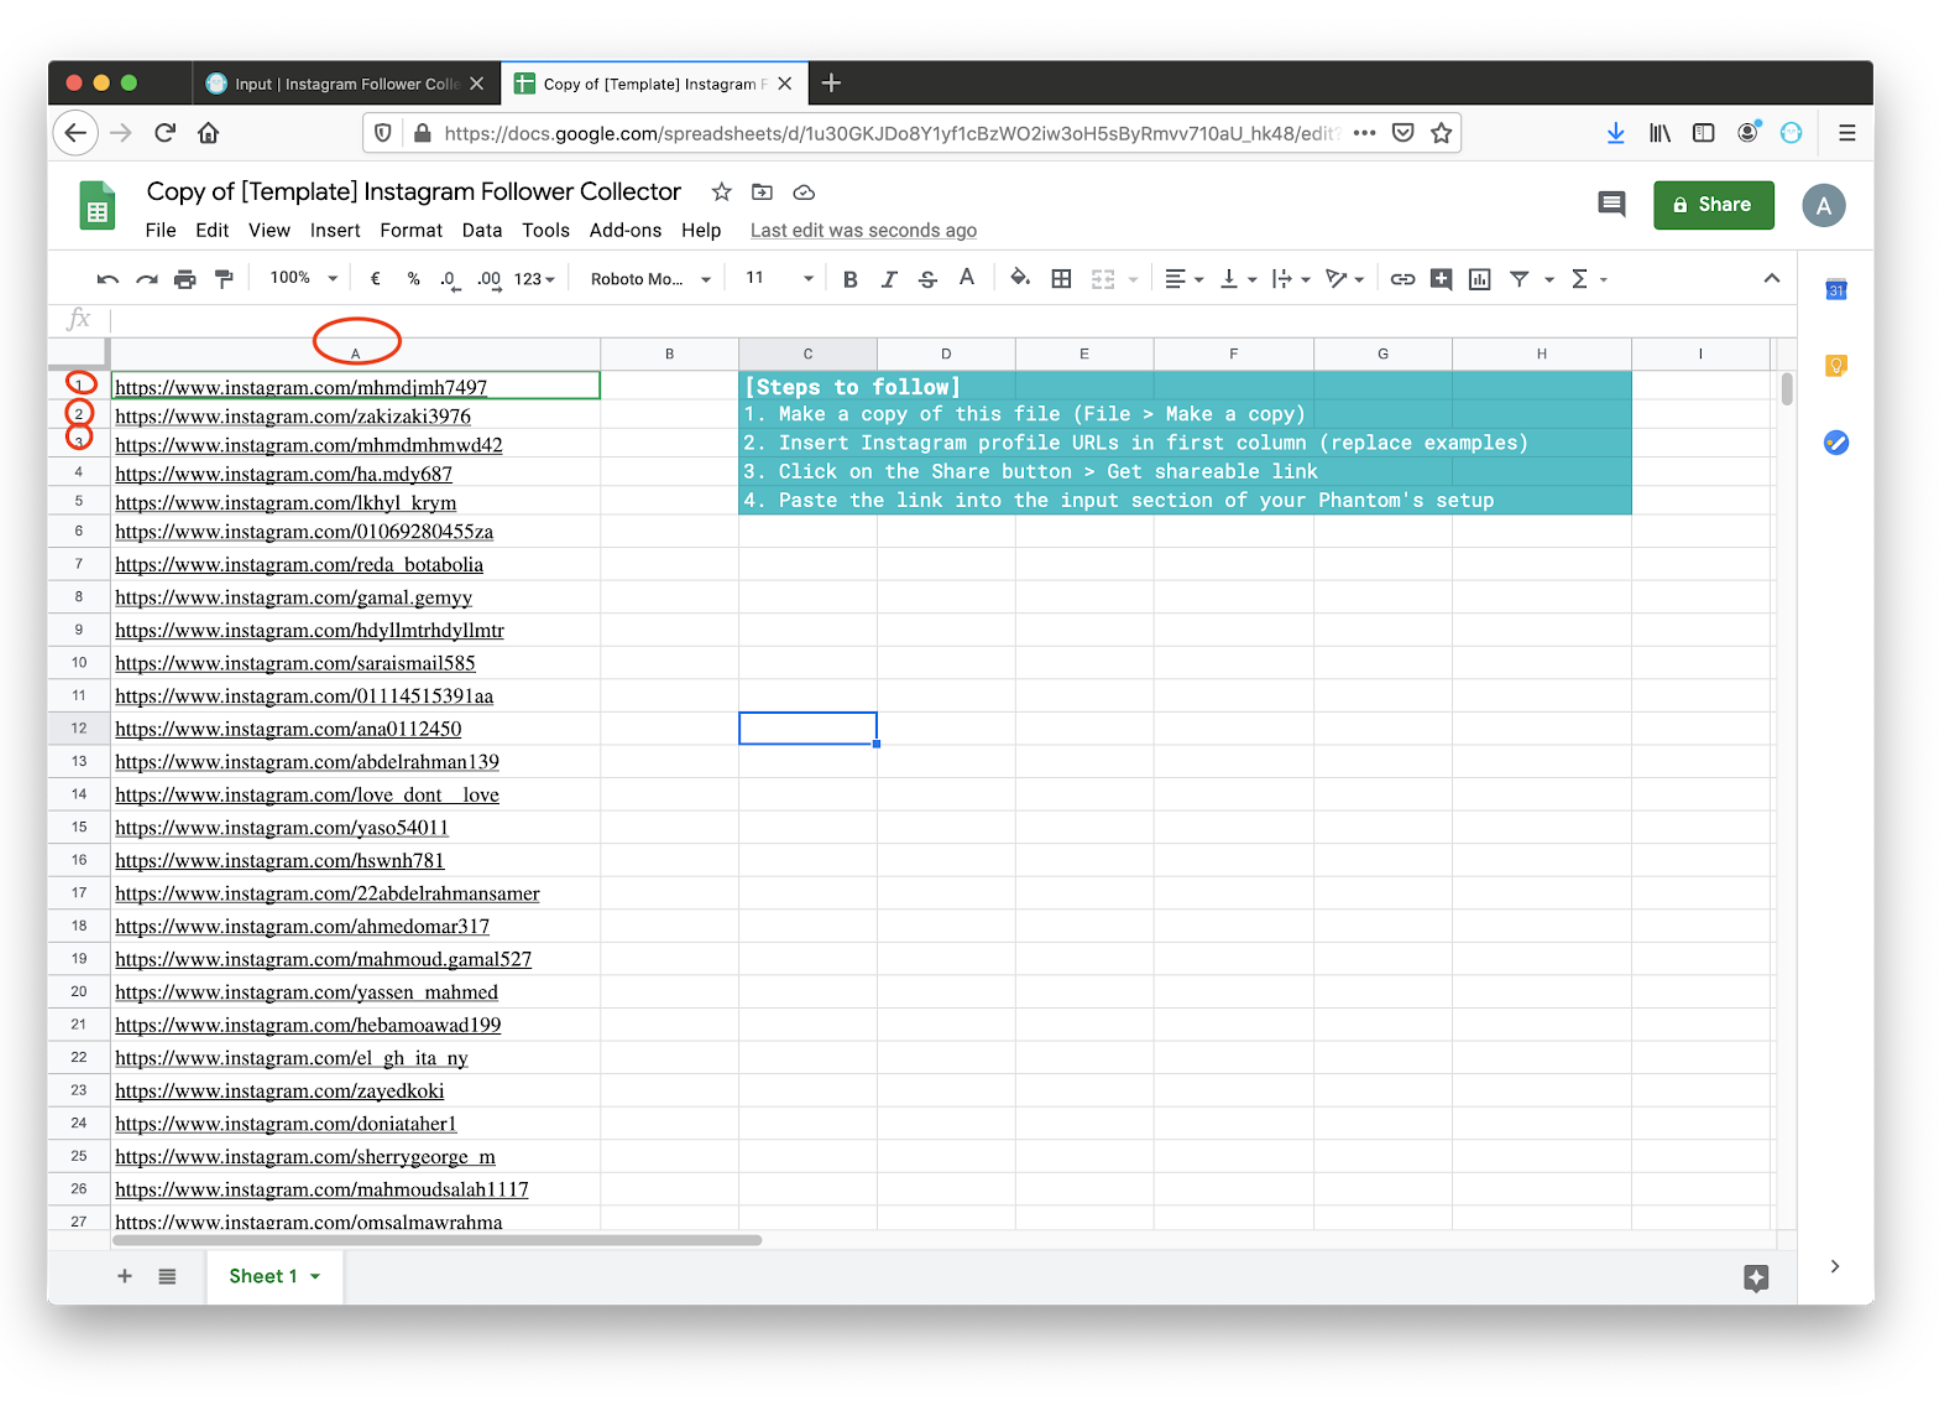 Input | Instagram Follower Colle
Copy of [Template] Instagram F
https://docs.google.com/spreadsheets/d/1u30GKJDo8Y1yf1cBzWO2iw3oH5sByRmvv710aU_hk48/edit?
Copy of [Template] Instagram Follower Collector
Share
A
File Edit View Insert Format Data Tools Add-ons Help Last edit was seconds ago
100% € % .0 .00 123 Roboto Mo... 11 B I S A Σ
31
fx
A B C D E F G H I
1 https://www.instagram.com/mhmdjmh7497 [Steps to follow]
2 https://www.instagram.com/zakizaki3976 1. Make a copy of this file (File > Make a copy)
3 https://www.instagram.com/mhmdmhmwd42 2. Insert Instagram profile URLs in first column (replace examples)
4 https://www.instagram.com/ha.mdy687 3. Click on the Share button > Get shareable link
5 https://www.instagram.com/lkhyl_krym 4. Paste the link into the input section of your Phantom's setup
6 https://www.instagram.com/01069280455za
7 https://www.instagram.com/reda_botabolia
8 https://www.instagram.com/gamal.gemyy
9 https://www.instagram.com/hdyllmtrhdyllmtr
10 https://www.instagram.com/saraismail585
11 https://www.instagram.com/01114515391aa
12 https://www.instagram.com/ana0112450
13 https://www.instagram.com/abdelrahman139
14 https://www.instagram.com/love_dont__love
15 https://www.instagram.com/yaso54011
16 https://www.instagram.com/hswnh781
17 https://www.instagram.com/22abdelrahmansamer
18 https://www.instagram.com/ahmedomar317
19 https://www.instagram.com/mahmoud.gamal527
20 https://www.instagram.com/yassen_mahmed
21 https://www.instagram.com/hebamoawad199
22 https://www.instagram.com/el_gh_ita_ny
23 https://www.instagram.com/zayedkoki
24 https://www.instagram.com/doniataher1
25 https://www.instagram.com/sherrygeorge_m
26 https://www.instagram.com/mahmoudsalah1117
27 https://www.instagram.com/omsalmawrahma
Sheet 1